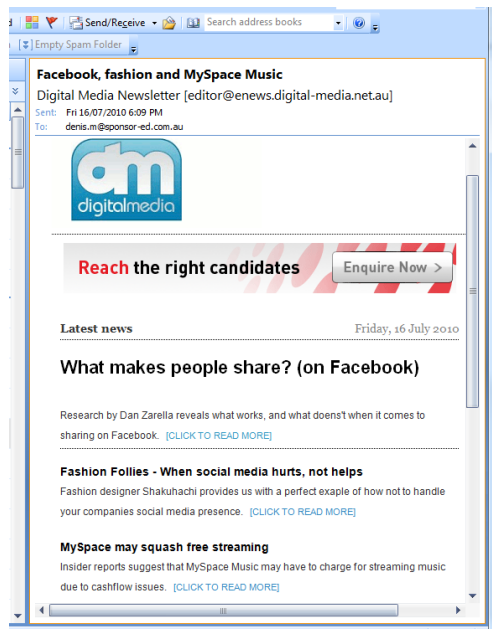 Send/Receive
Search address books
Empty Spam Folder
Facebook, fashion and MySpace Music
Digital Media Newsletter [editor@enews.digital-media.net.au]
Sent: Fri 16/07/2010 6:09 PM
To: denis.m@sponsor-ed.com.au
dm
digitalmedia
Reach the right candidates
Enquire Now >
Latest news Friday, 16 July 2010
What makes people share? (on Facebook)
Research by Dan Zarella reveals what works, and what doens't when it comes to
sharing on Facebook. [CLICK TO READ MORE]
Fashion Follies - When social media hurts, not helps
Fashion designer Shakuhachi provides us with a perfect exaple of how not to handle
your companies social media presence. [CLICK TO READ MORE]
MySpace may squash free streaming
Insider reports suggest that MySpace Music may have to charge for streaming music
due to cashflow issues. [CLICK TO READ MORE]